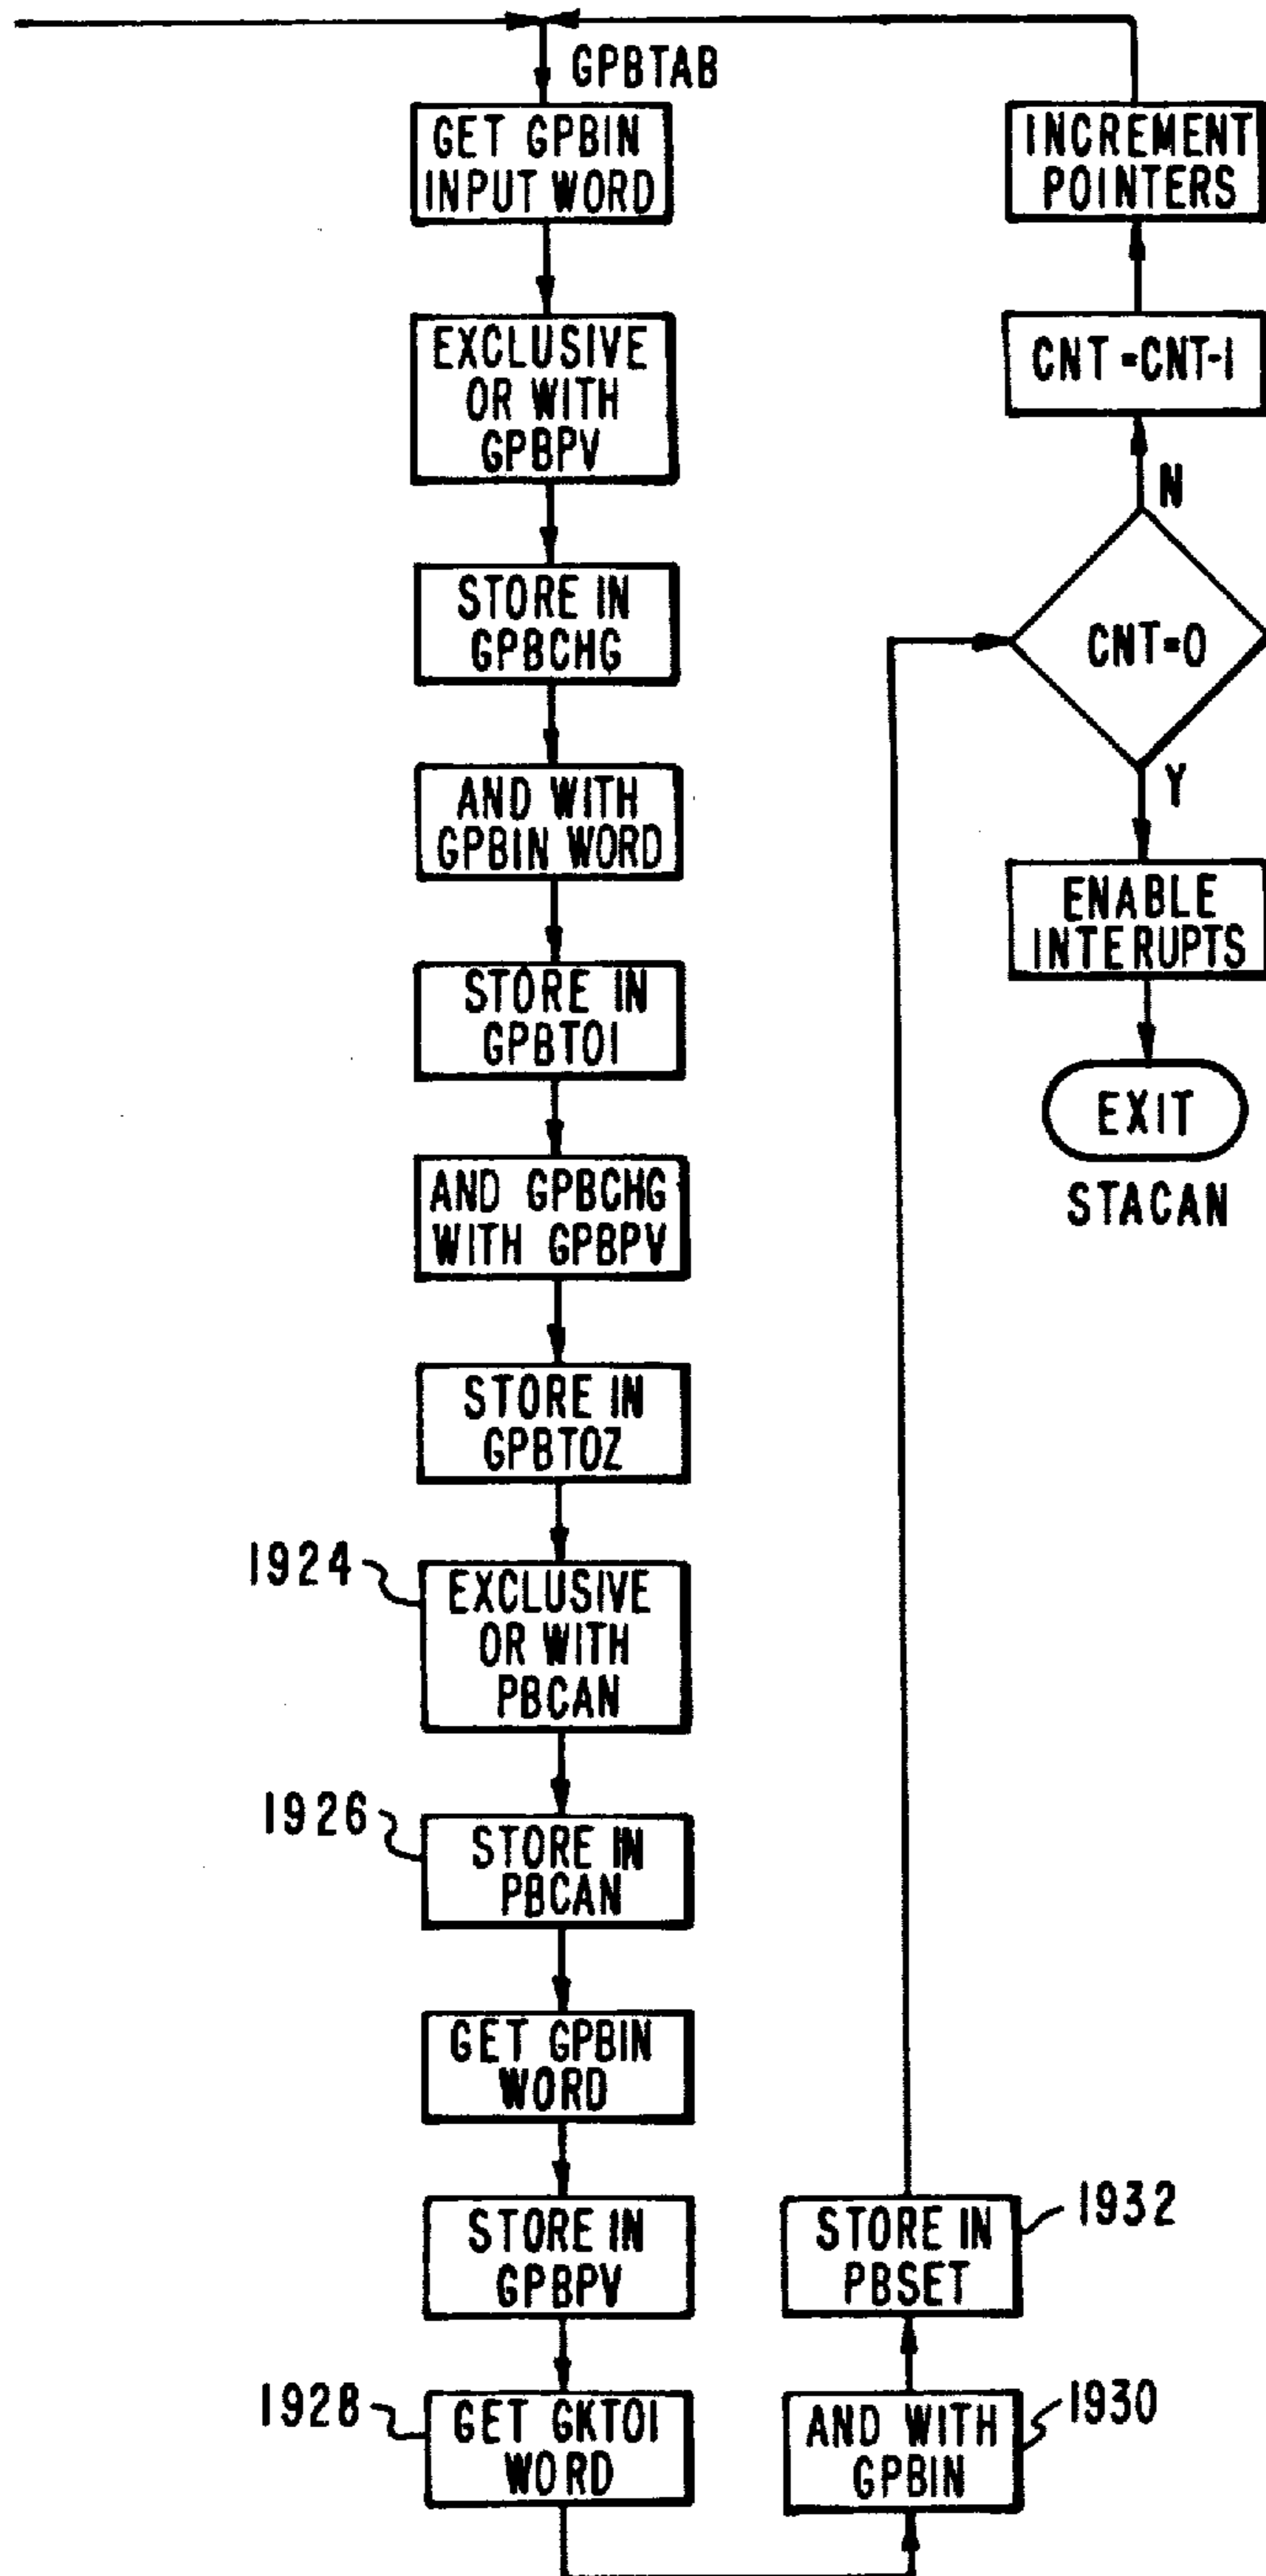 GPBTAB
GET GPBIN
INPUT WORD
EXCLUSIVE
OR WITH
GPBPV
STORE IN
GPBCHG
AND WITH
GPBIN WORD
STORE IN
GPBTOI
AND GPBCHG
WITH GPBPV
STORE IN
GPBTOZ
1924
EXCLUSIVE
OR WITH
PBCAN
1926
STORE IN
PBCAN
GET GPBIN
WORD
STORE IN
GPBPV
1928
GET GKTOI
WORD
AND WITH
GPBIN
1930
STORE IN
PBSET
1932
CNT=0
N
CNT=CNT-1
INCREMENT
POINTERS
Y
ENABLE
INTERUPTS
EXIT
STACAN